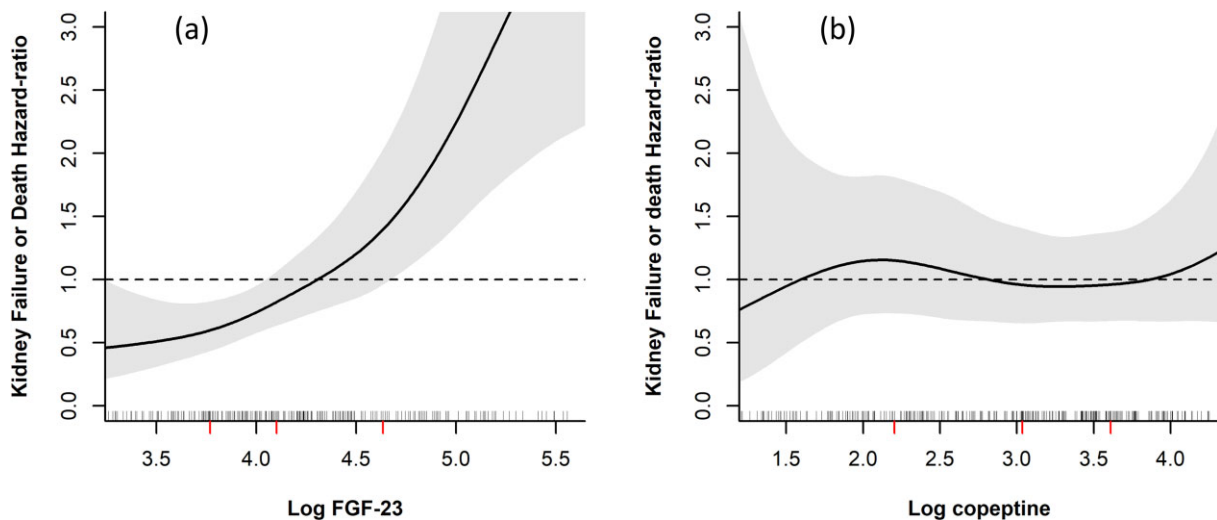 (a)
Kidney Failure or Death Hazard-ratio
3.0
2.5
2.0
1.5
1.0
0.5
0.0
3.5 4.0 4.5 5.0 5.5
Log FGF-23
(b)
Kidney Failure or death Hazard-ratio
3.0
2.5
2.0
1.5
1.0
0.5
0.0
1.5 2.0 2.5 3.0 3.5 4.0
Log copeptine